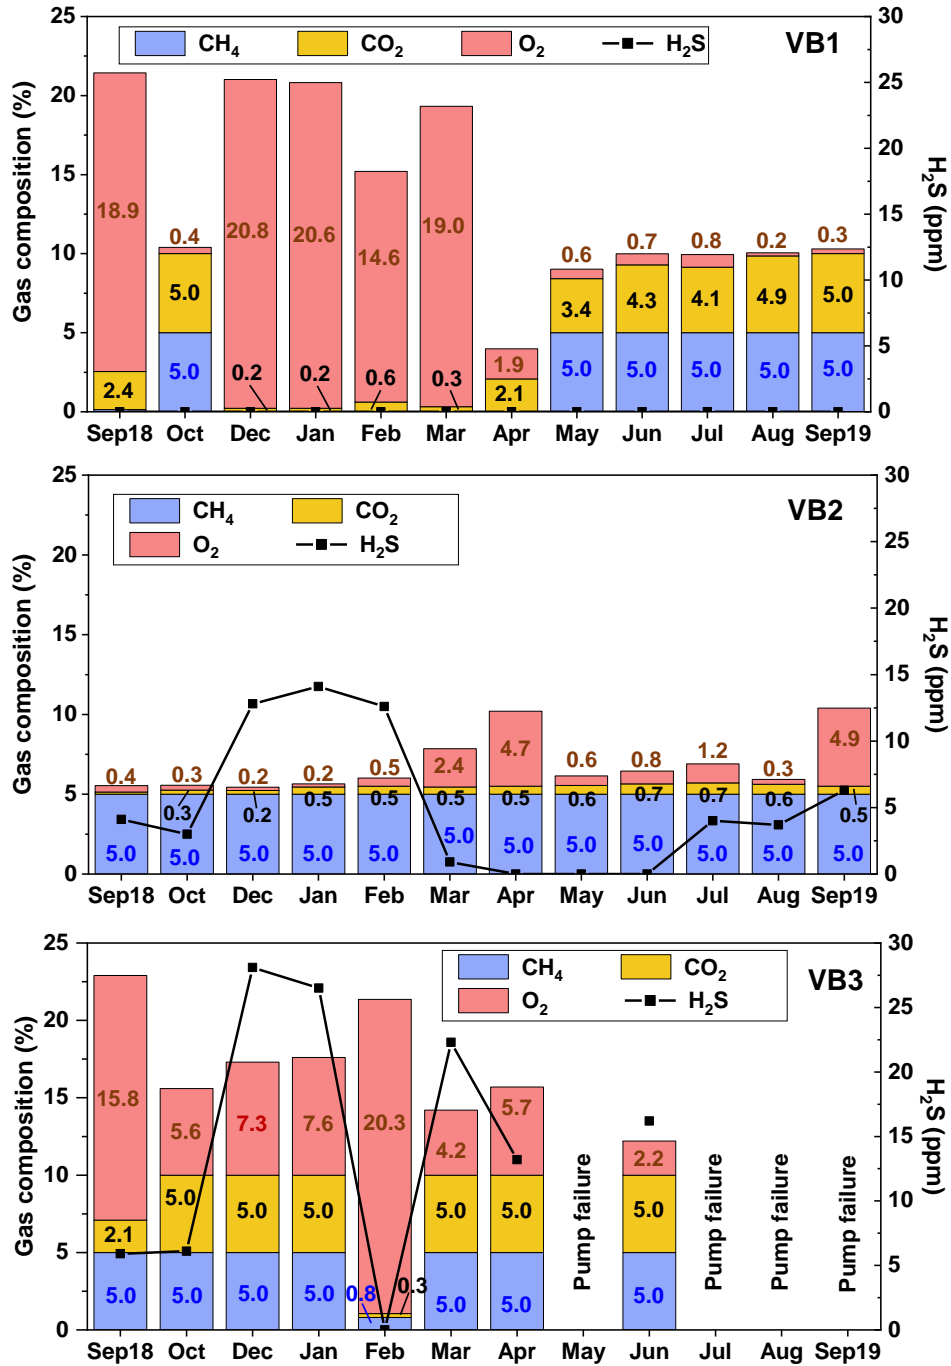 VB1
CH4 CO2 O2 H2S
Gas composition (%)
H2S (ppm)
25
20
15
10
5
0
30
25
20
15
10
5
0
18.9 0.4 20.8 20.6 14.6 19.0 1.9 0.6 0.7 0.8 0.2 0.3
2.4 5.0 0.2 0.2 0.6 0.3 2.1 3.4 4.3 4.1 4.9 5.0
5.0 5.0 5.0 5.0 5.0 5.0
Sep18 Oct Dec Jan Feb Mar Apr May Jun Jul Aug Sep19
VB2
CH4 CO2
O2 H2S
Gas composition (%)
H2S (ppm)
25
20
15
10
5
0
30
25
20
15
10
5
0
0.4 0.3 0.2 0.2 0.5 2.4 4.7 0.6 0.8 1.2 0.3 4.9
0.3 0.2 0.5 0.5 0.5 0.5 0.6 0.7 0.7 0.6 0.5
5.0 5.0 5.0 5.0 5.0 5.0 5.0 5.0 5.0 5.0 5.0 5.0
Sep18 Oct Dec Jan Feb Mar Apr May Jun Jul Aug Sep19
VB3
CH4 CO2
O2 H2S
Gas composition (%)
H2S (ppm)
25
20
15
10
5
0
30
25
20
15
10
5
0
15.8 5.6 7.3 7.6 20.3 4.2 5.7 2.2
2.1 5.0 5.0 5.0 0.3 5.0 5.0 5.0
5.0 5.0 5.0 5.0 0.8 5.0 5.0 5.0
Pump failure
Pump failure
Pump failure
Pump failure
Sep18 Oct Dec Jan Feb Mar Apr May Jun Jul Aug Sep19